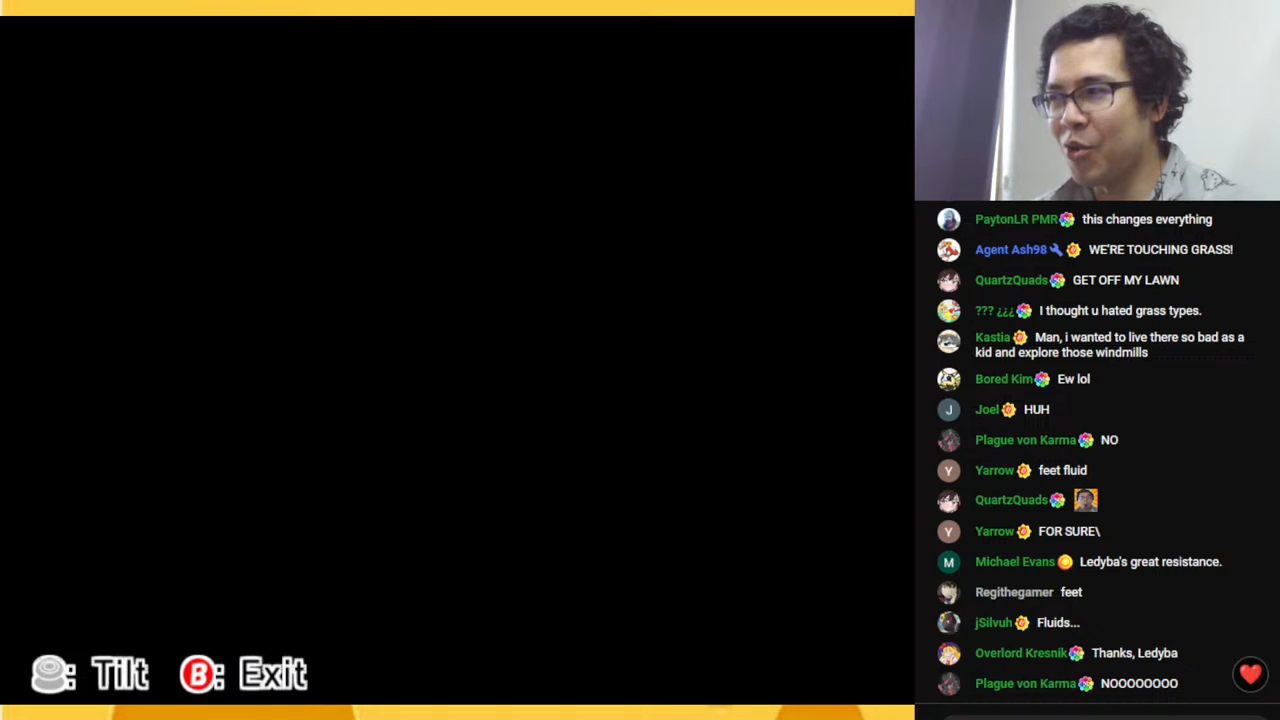 : Tilt B: Exit
PaytonLR PMR this changes everything
Agent Ash98 WE'RE TOUCHING GRASS!
QuartzQuads GET OFF MY LAWN
??? ¿¿¿ I thought u hated grass types.
Kastia Man, i wanted to live there so bad as a
kid and explore those windmills
Bored Kim Ew lol
J Joel HUH
Plague von Karma NO
Y Yarrow feet fluid
QuartzQuads
Y Yarrow FOR SURE\
M Michael Evans Ledyba's great resistance.
Regithegamer feet
jSilvuh Fluids...
Overlord Kresnik Thanks, Ledyba
Plague von Karma NOOOOOOOO